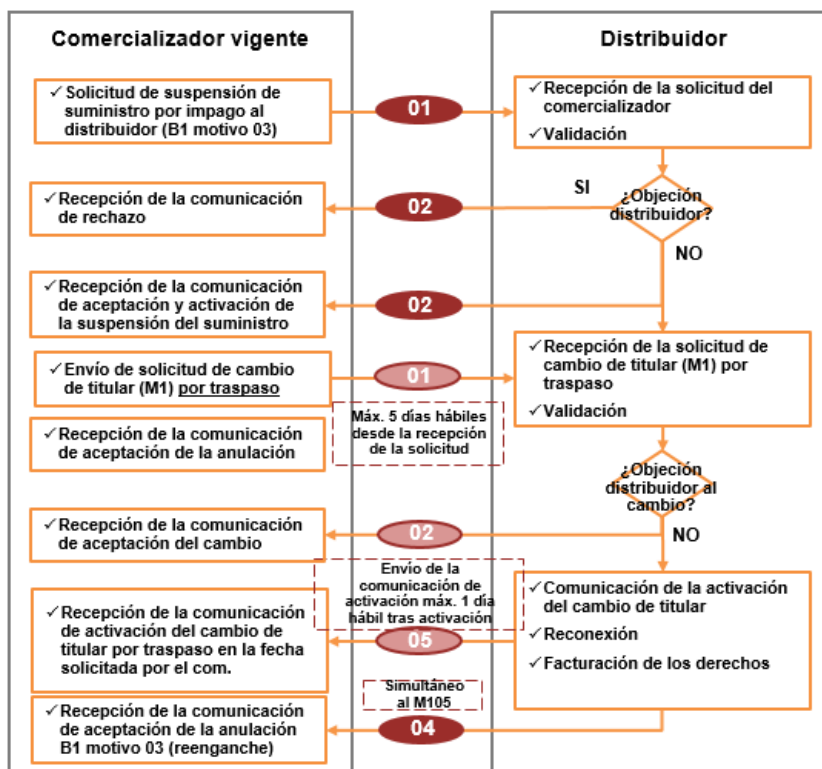 Comercializador vigente
Distribuidor
✓ Solicitud de suspensión de
suministro por impago al
distribuidor (B1 motivo 03)
01
✓ Recepción de la solicitud del
comercializador
✓ Validación
SI
¿Objeción
distribuidor?
02
✓ Recepción de la comunicación
de rechazo
NO
02
✓ Recepción de la comunicación
de aceptación y activación de
la suspensión del suministro
✓ Envío de solicitud de cambio
de titular (M1) por traspaso
01
✓ Recepción de la solicitud de
cambio de titular (M1) por
traspaso
✓ Validación
Máx. 5 días hábiles
desde la recepción
de la solicitud
✓ Recepción de la comunicación
de aceptación de la anulación
¿Objeción
distribuidor al
cambio?
NO
02
✓ Recepción de la comunicación
de aceptación del cambio
Envío de la
comunicación de
activación máx. 1 día
hábil tras activación
✓ Comunicación de la activación
del cambio de titular
✓ Reconexión
✓ Facturación de los derechos
05
✓ Recepción de la comunicación
de activación del cambio de
titular por traspaso en la fecha
solicitada por el com.
Simultáneo
al M105
04
✓ Recepción de la comunicación
de aceptación de la anulación
B1 motivo 03 (reenganche)